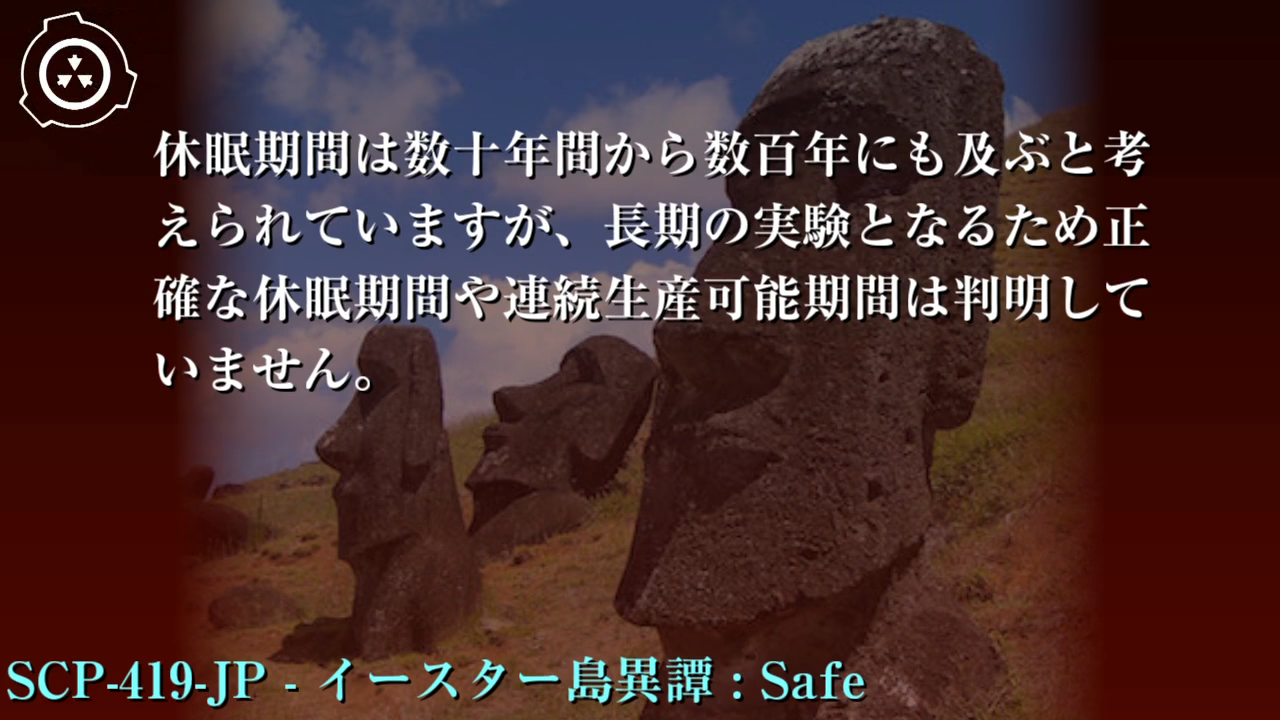 休眠期間は数十年間から数百年にも及ぶと考
えられていますが、長期の実験となるため正
確な休眠期間や連続生産可能期間は判明して
いません。
SCP-419-JP - イースター島異譚 : Safe